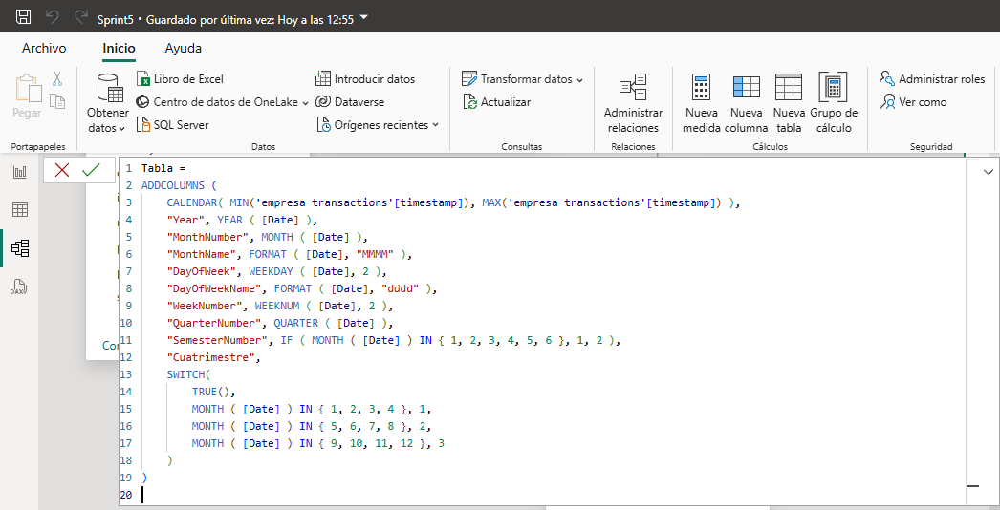 Sprint5 • Guardado por última vez: Hoy a las 12:55
Archivo Inicio Ayuda
Pegar
Portapapeles
Obtener datos
Libro de Excel
Centro de datos de OneLake
SQL Server
Introducir datos
Dataverse
Orígenes recientes
Datos
Transformar datos
Actualizar
Consultas
Administrar relaciones
Relaciones
Nueva medida
Nueva columna
Nueva tabla
Grupo de cálculo
Cálculos
Administrar roles
Ver como
Seguridad
DAX
1 Tabla =
2 ADDCOLUMNS (
3 CALENDAR( MIN('empresa transactions'[timestamp]), MAX('empresa transactions'[timestamp]) ),
4 "Year", YEAR ( [Date] ),
5 "MonthNumber", MONTH ( [Date] ),
6 "MonthName", FORMAT ( [Date], "MMMM" ),
7 "DayOfWeek", WEEKDAY ( [Date], 2 ),
8 "DayOfWeekName", FORMAT ( [Date], "dddd" ),
9 "WeekNumber", WEEKNUM ( [Date], 2 ),
10 "QuarterNumber", QUARTER ( [Date] ),
11 "SemesterNumber", IF ( MONTH ( [Date] ) IN { 1, 2, 3, 4, 5, 6 }, 1, 2 ),
12 "Cuatrimestre",
13 SWITCH(
14 TRUE(),
15 MONTH ( [Date] ) IN { 1, 2, 3, 4 }, 1,
16 MONTH ( [Date] ) IN { 5, 6, 7, 8 }, 2,
17 MONTH ( [Date] ) IN { 9, 10, 11, 12 }, 3
18 )
19 )
20